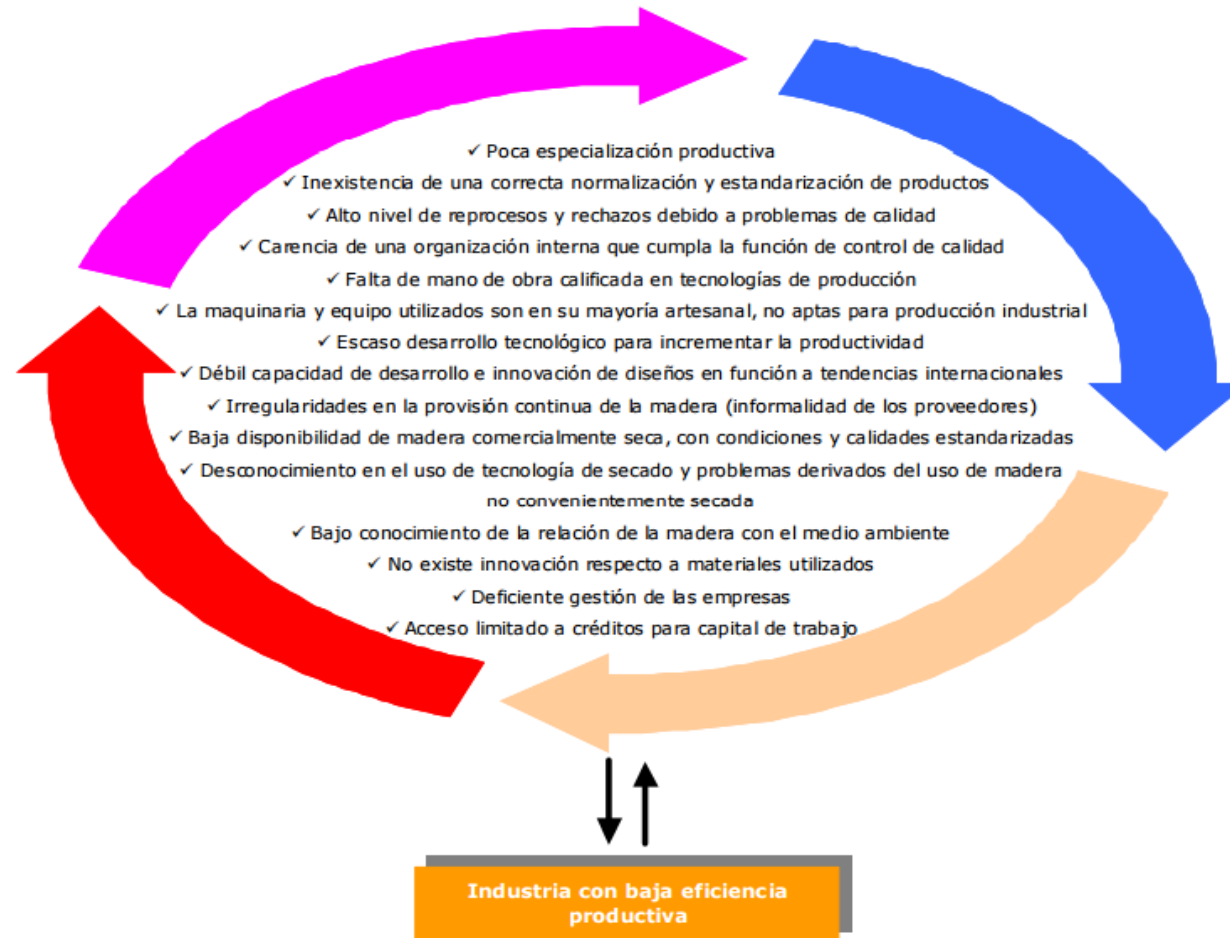 ✓ Poca especialización productiva
✓ Inexistencia de una correcta normalización y estandarización de productos
✓ Alto nivel de reprocesos y rechazos debido a problemas de calidad
✓ Carencia de una organización interna que cumpla la función de control de calidad
✓ Falta de mano de obra calificada en tecnologías de producción
✓ La maquinaria y equipo utilizados son en su mayoría artesanal, no aptas para producción industrial
✓ Escaso desarrollo tecnológico para incrementar la productividad
✓ Débil capacidad de desarrollo e innovación de diseños en función a tendencias internacionales
✓ Irregularidades en la provisión continua de la madera (informalidad de los proveedores)
✓ Baja disponibilidad de madera comercialmente seca, con condiciones y calidades estandarizadas
✓ Desconocimiento en el uso de tecnología de secado y problemas derivados del uso de madera
no convenientemente secada
✓ Bajo conocimiento de la relación de la madera con el medio ambiente
✓ No existe innovación respecto a materiales utilizados
✓ Deficiente gestión de las empresas
✓ Acceso limitado a créditos para capital de trabajo
Industria con baja eficiencia
productiva